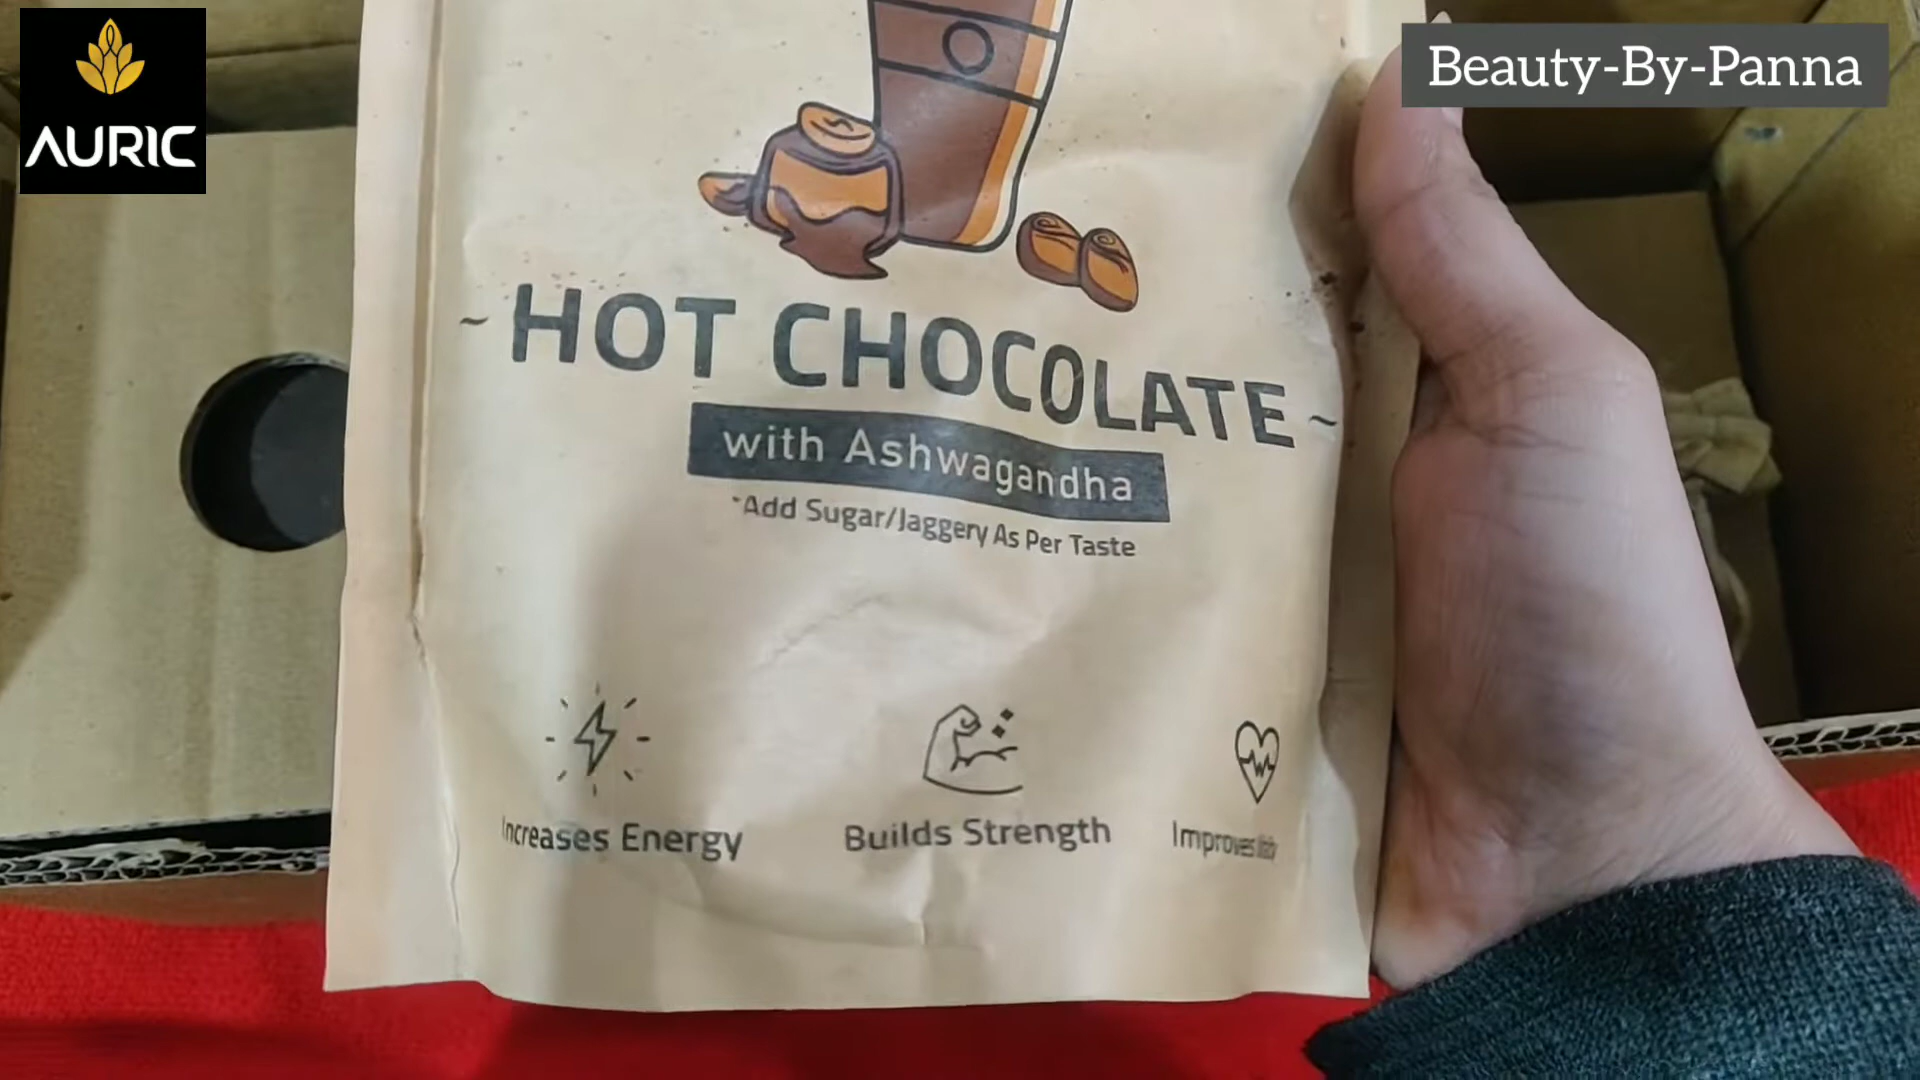 AURIC
Beauty-By-Panna
~HOT CHOCOLATE~
with Ashwagandha
*Add Sugar/Jaggery As Per Taste
Increases Energy
Builds Strength
Improves